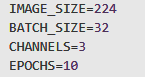 IMAGE_SIZE=224
BATCH_SIZE=32
CHANNELS=3
EPOCHS=10